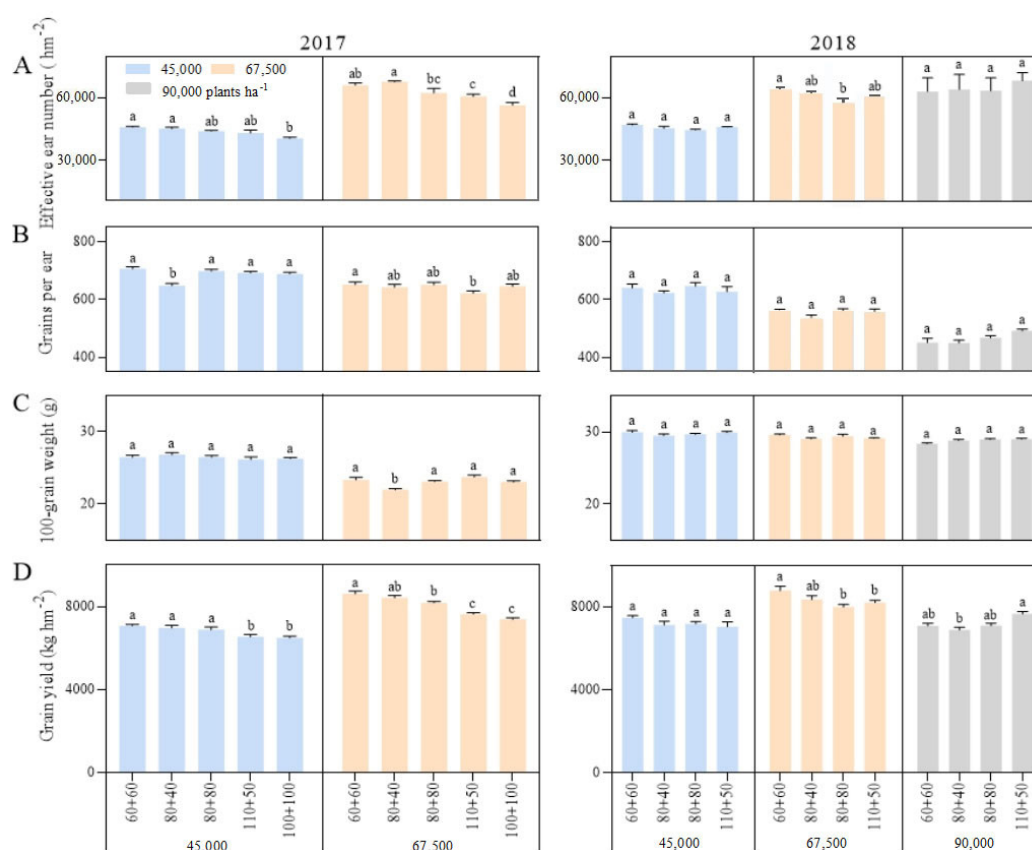 2017
2018
A
Effective ear number ( hm⁻²)
60,000
30,000
45,000
67,500
90,000 plants ha⁻¹
a a ab ab b
ab a bc c d
60,000
30,000
a a a a
a ab b ab
a a a a
B
Grains per ear
800
600
400
a b a a a
a ab ab b ab
800
600
400
a a a a
a a a a
a a a a
C
100-grain weight (g)
30
20
a a a a a
a b a a a
30
20
a a a a
a a a a
a a a a
D
Grain yield (kg hm⁻²)
8000
4000
0
a a a b b
a ab b c c
8000
4000
0
a a a a
a ab b b
ab b ab a
60+60 80+40 80+80 110+50 100+100
60+60 80+40 80+80 110+50 100+100
60+60 80+40 80+80 110+50
60+60 80+40 80+80 110+50
60+60 80+40 80+80 110+50
45,000
67,500
45,000
67,500
90,000